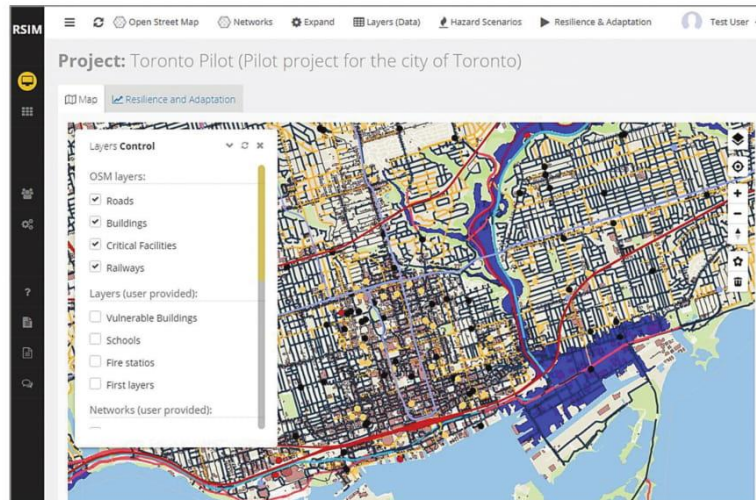 RSIM
Open Street Map Networks Expand Layers (Data) Hazard Scenarios Resilience & Adaptation Test User
Project: Toronto Pilot (Pilot project for the city of Toronto)
Map Resilience and Adaptation
Layers Control
OSM layers:
Roads
Buildings
Critical Facilities
Railways
Layers (user provided):
Vulnerable Buildings
Schools
Fire statios
First layers
Networks (user provided):